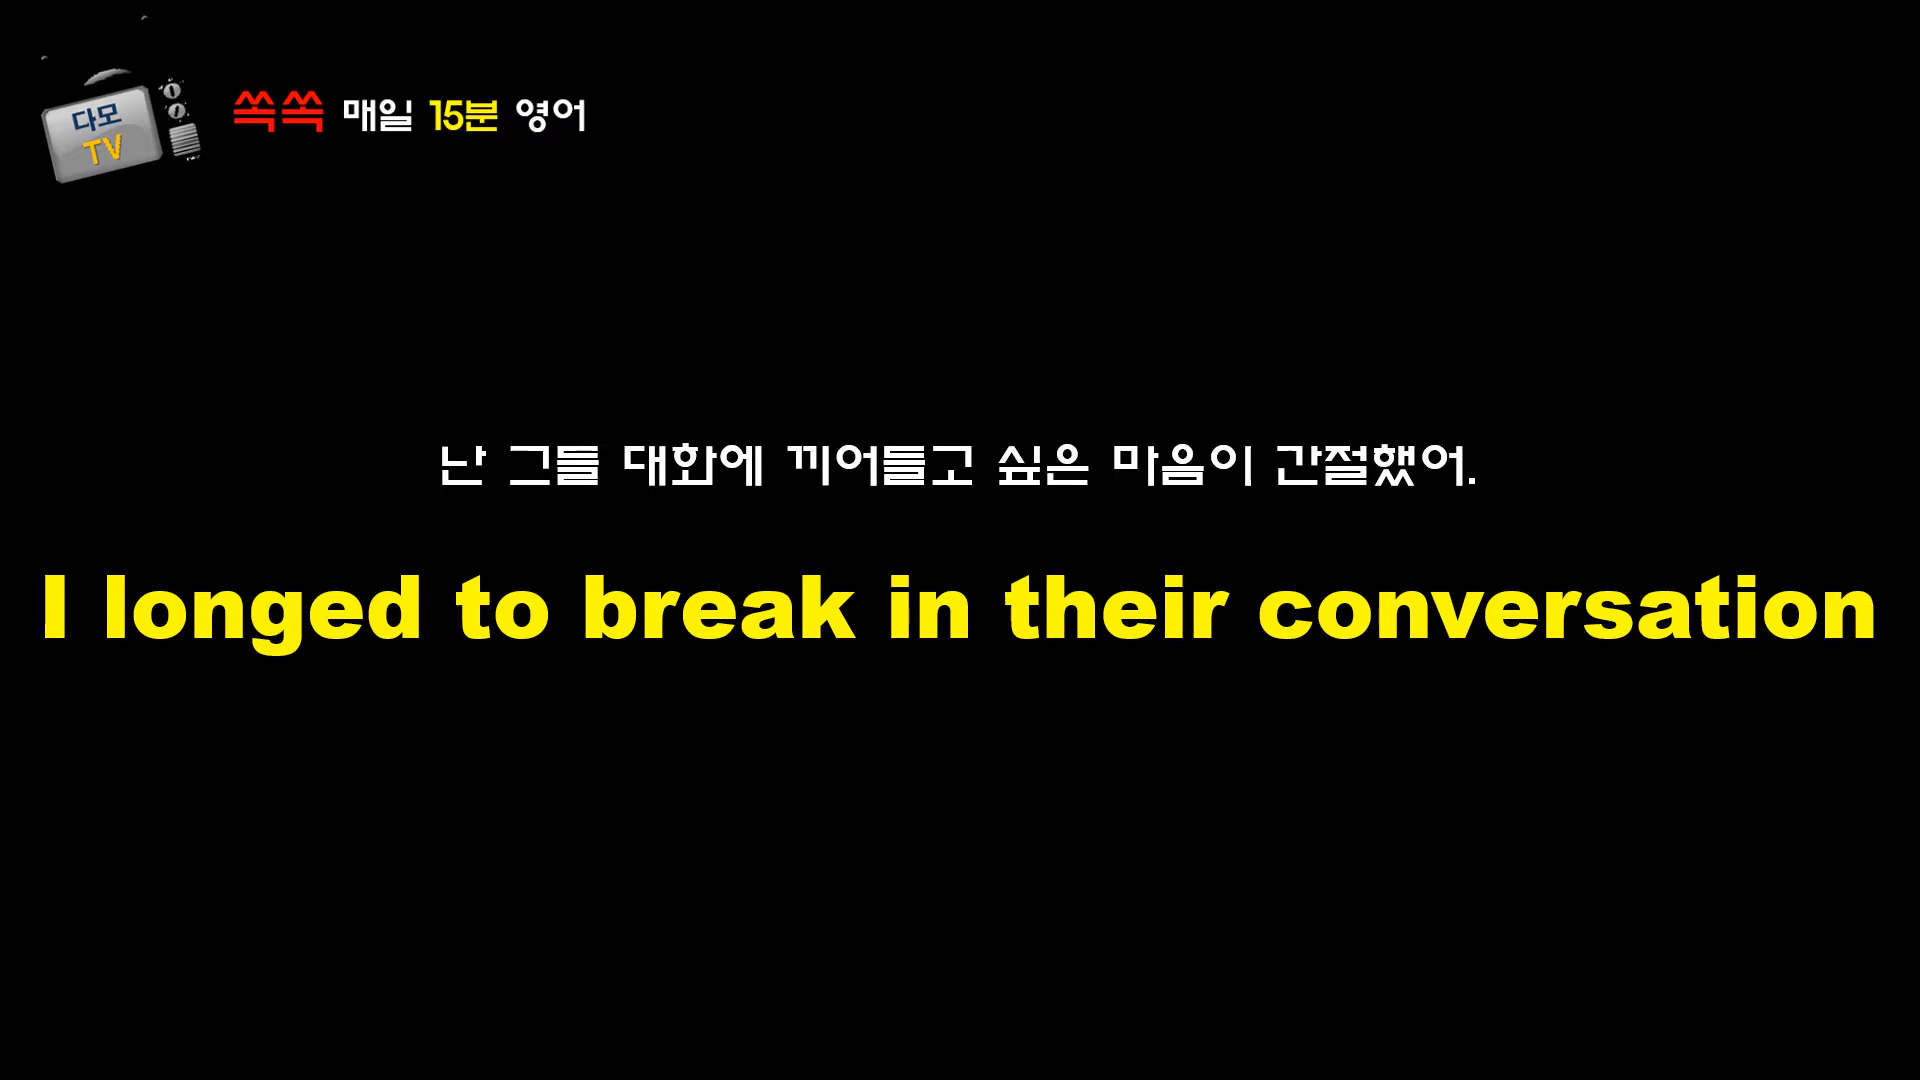 다모
TV
쏙쏙 매일 15분 영어
난 그들 대화에 끼어들고 싶은 마음이 간절했어.
I longed to break in their conversation